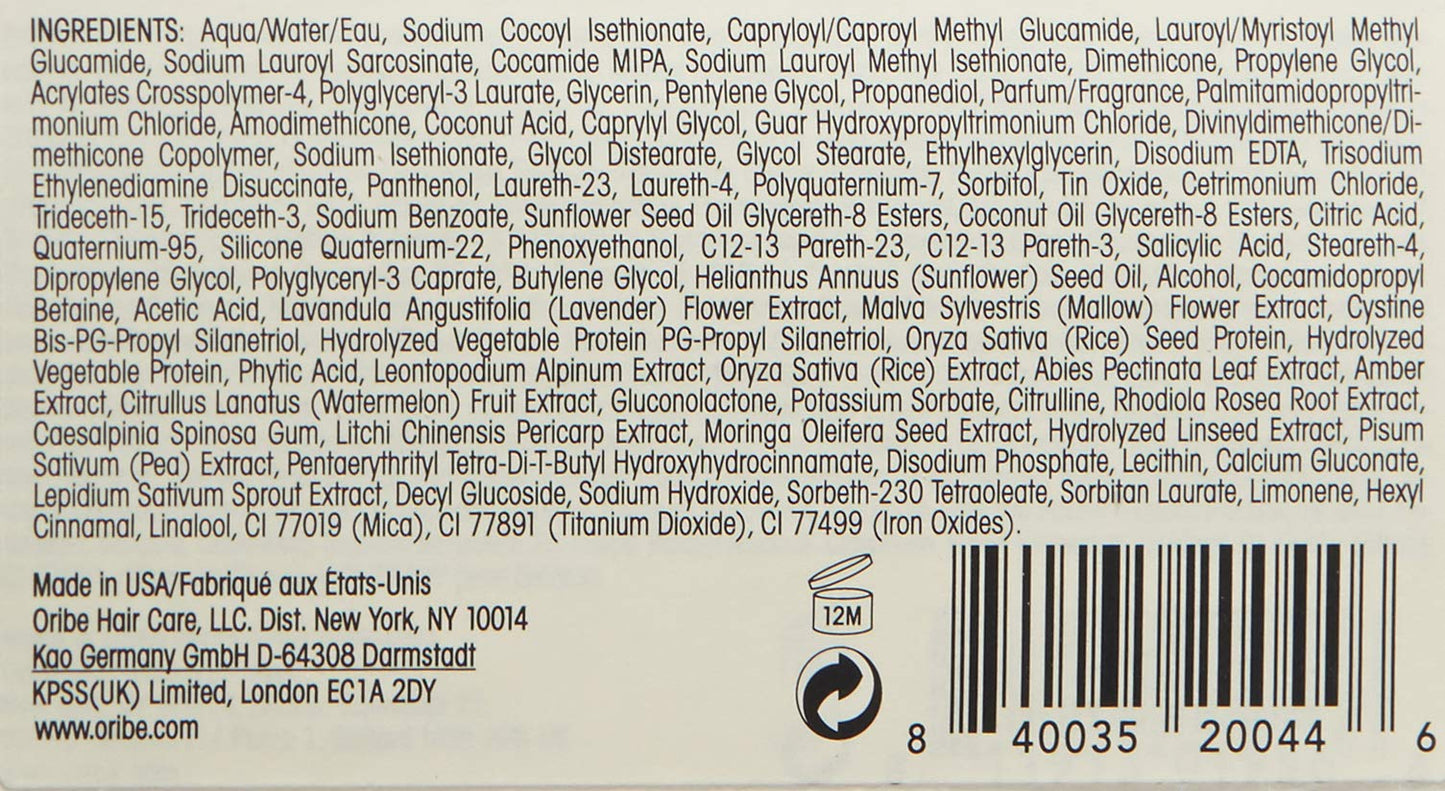 INGREDIENTS: Aqua/Water/Eau, Sodium Cocoyl Isethionate, Capryloyl/Caproyl Methyl Glucamide, Lauroyl/Myristoyl Methyl
Glucamide, Sodium Lauroyl Sarcosinate, Cocamide MIPA, Sodium Lauroyl Methyl Isethionate, Dimethicone, Propylene Glycol,
Acrylates Crosspolymer-4, Polyglyceryl-3 Laurate, Glycerin, Pentylene Glycol, Propanediol, Parfum/Fragrance, Palmitamidopropyltri-
monium Chloride, Amodimethicone, Coconut Acid, Caprylyl Glycol, Guar Hydroxypropyltrimonium Chloride, Divinyldimethicone/Di-
methicone Copolymer, Sodium Isethionate, Glycol Distearate, Glycol Stearate, Ethylhexylglycerin, Disodium EDTA, Trisodium
Ethylenediamine Disuccinate, Panthenol, Laureth-23, Laureth-4, Polyquaternium-7, Sorbitol, Tin Oxide, Cetrimonium Chloride,
Trideceth-15, Trideceth-3, Sodium Benzoate, Sunflower Seed Oil Glycereth-8 Esters, Coconut Oil Glycereth-8 Esters, Citric Acid,
Quaternium-95, Silicone Quaternium-22, Phenoxyethanol, C12-13 Pareth-23, C12-13 Pareth-3, Salicylic Acid, Steareth-4,
Dipropylene Glycol, Polyglyceryl-3 Caprate, Butylene Glycol, Helianthus Annuus (Sunflower) Seed Oil, Alcohol, Cocamidopropyl
Betaine, Acetic Acid, Lavandula Angustifolia (Lavender) Flower Extract, Malva Sylvestris (Mallow) Flower Extract, Cystine
Bis-PG-Propyl Silanetriol, Hydrolyzed Vegetable Protein PG-Propyl Silanetriol, Oryza Sativa (Rice) Seed Protein, Hydrolyzed
Vegetable Protein, Phytic Acid, Leontopodium Alpinum Extract, Oryza Sativa (Rice) Extract, Abies Pectinata Leaf Extract, Amber
Extract, Citrullus Lanatus (Watermelon) Fruit Extract, Gluconolactone, Potassium Sorbate, Citrulline, Rhodiola Rosea Root Extract,
Caesalpinia Spinosa Gum, Litchi Chinensis Pericarp Extract, Moringa Oleifera Seed Extract, Hydrolyzed Linseed Extract, Pisum
Sativum (Pea) Extract, Pentaerythrityl Tetra-Di-T-Butyl Hydroxyhydrocinnamate, Disodium Phosphate, Lecithin, Calcium Gluconate,
Lepidium Sativum Sprout Extract, Decyl Glucoside, Sodium Hydroxide, Sorbeth-230 Tetraoleate, Sorbitan Laurate, Limonene, Hexyl
Cinnamal, Linalool, CI 77019 (Mica), CI 77891 (Titanium Dioxide), CI 77499 (Iron Oxides).
Made in USA/Fabriqué aux États-Unis
Oribe Hair Care, LLC. Dist. New York, NY 10014
Kao Germany GmbH D-64308 Darmstadt
KPSS(UK) Limited, London EC1A 2DY
www.oribe.com
12M
8 40035 20044 6